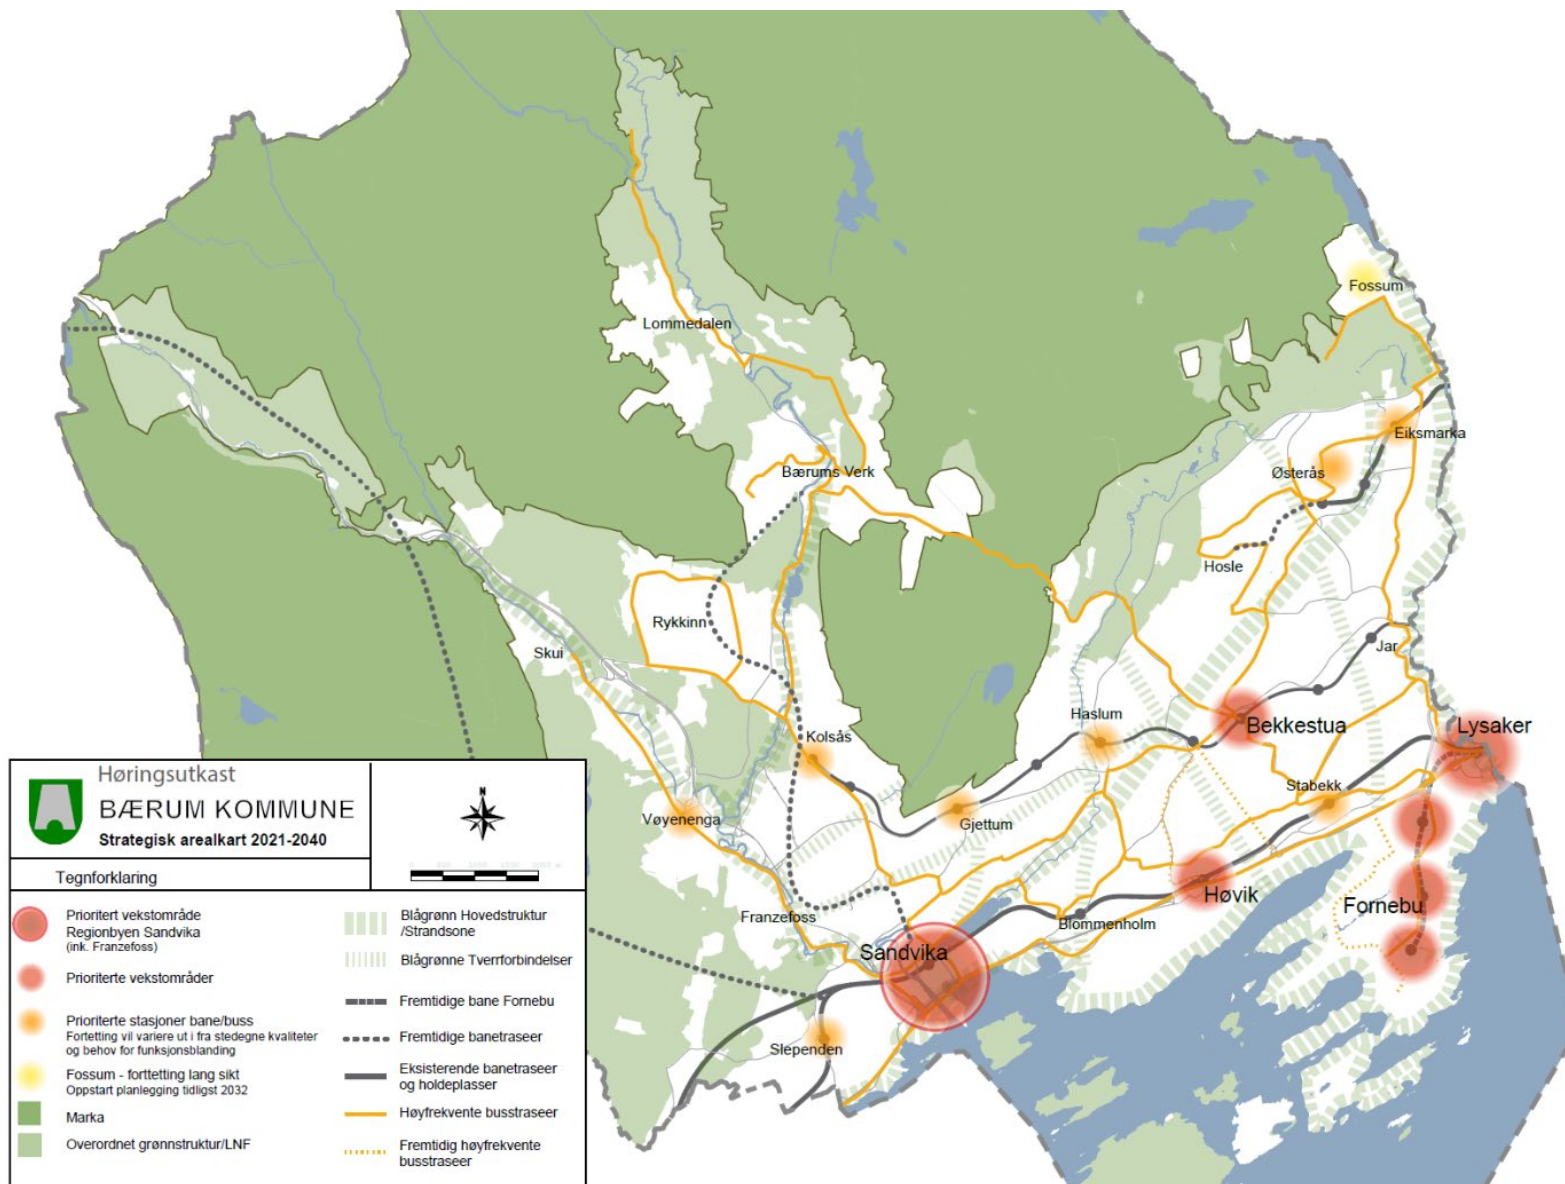 Fossum
Lommedalen
Eiksmarka
Bærums Verk
Østerås
Hosle
Rykkinn
Skui
Jar
Haslum
Bekkestua
Lysaker
Kolsås
Stabekk
Vøyenenga
Gjettum
Høvik
Fornebu
Franzefoss
Blommenholm
Sandvika
Slependen
Høringsutkast
BÆRUM KOMMUNE
Strategisk arealkart 2021-2040
N
Tegnforklaring
Prioritert vekstområde
Regionbyen Sandvika
(ink. Franzefoss)
Prioriterte vekstområder
Prioriterte stasjoner bane/buss
Fortetting vil variere ut i fra stedegne kvaliteter
og behov for funksjonsblanding
Fossum - forttetting lang sikt
Oppstart planlegging tidligst 2032
Marka
Overordnet grønnstruktur/LNF
Blågrønn Hovedstruktur
/Strandsone
Blågrønne Tverrforbindelser
Fremtidige bane Fornebu
Fremtidige banetraseer
Eksisterende banetraseer
og holdeplasser
Høyfrekvente busstraseer
Fremtidig høyfrekvente
busstraseer